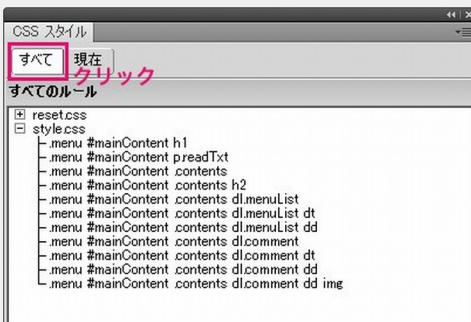 CSS スタイル
すべて 現在
クリック
すべてのルール
reset.css
style.css
.menu #mainContent h1
.menu #mainContent p.readTxt
.menu #mainContent .contents
.menu #mainContent .contents h2
.menu #mainContent .contents dl.menuList
.menu #mainContent .contents dl.menuList dt
.menu #mainContent .contents dl.menuList dd
.menu #mainContent .contents dl.comment
.menu #mainContent .contents dl.comment dt
.menu #mainContent .contents dl.comment dd
.menu #mainContent .contents dl.comment dd img